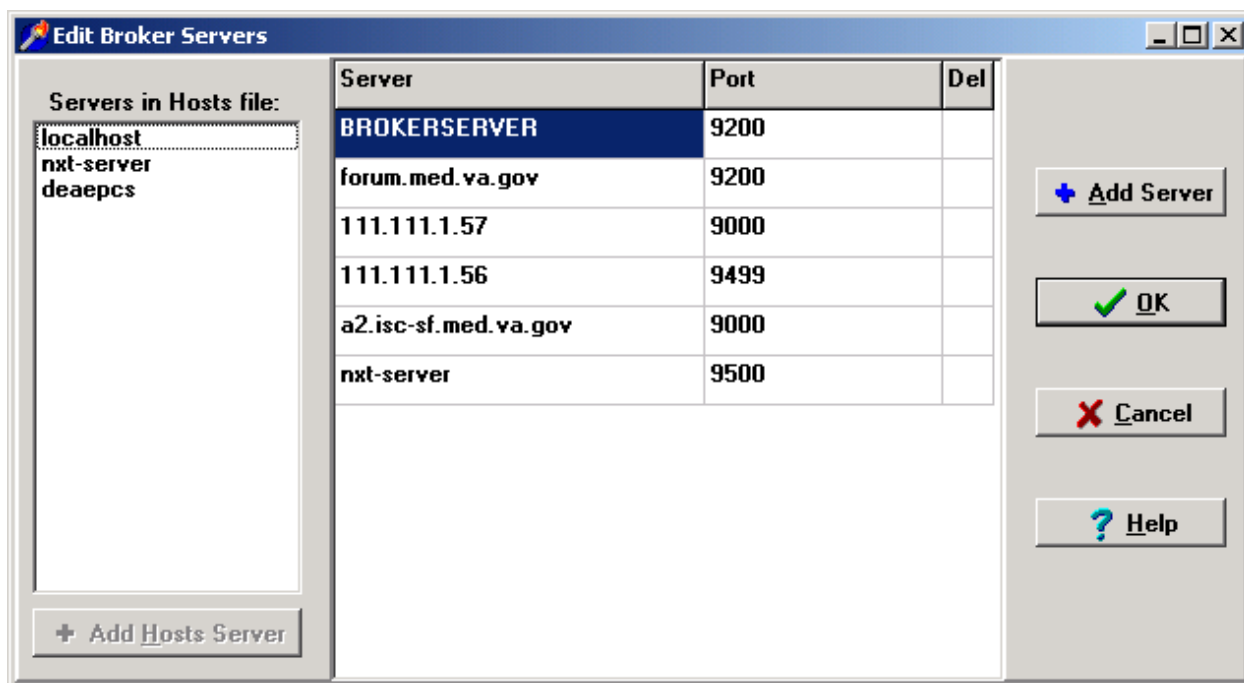 Edit Broker Servers
Servers in Hosts file:
localhost
nxt-server
deaepcs
Add Hosts Server
Server Port Del
BROKERSERVER 9200
forum.med.va.gov 9200
111.111.1.57 9000
111.111.1.56 9499
a2.isc-sf.med.va.gov 9000
nxt-server 9500
Add Server
OK
Cancel
Help